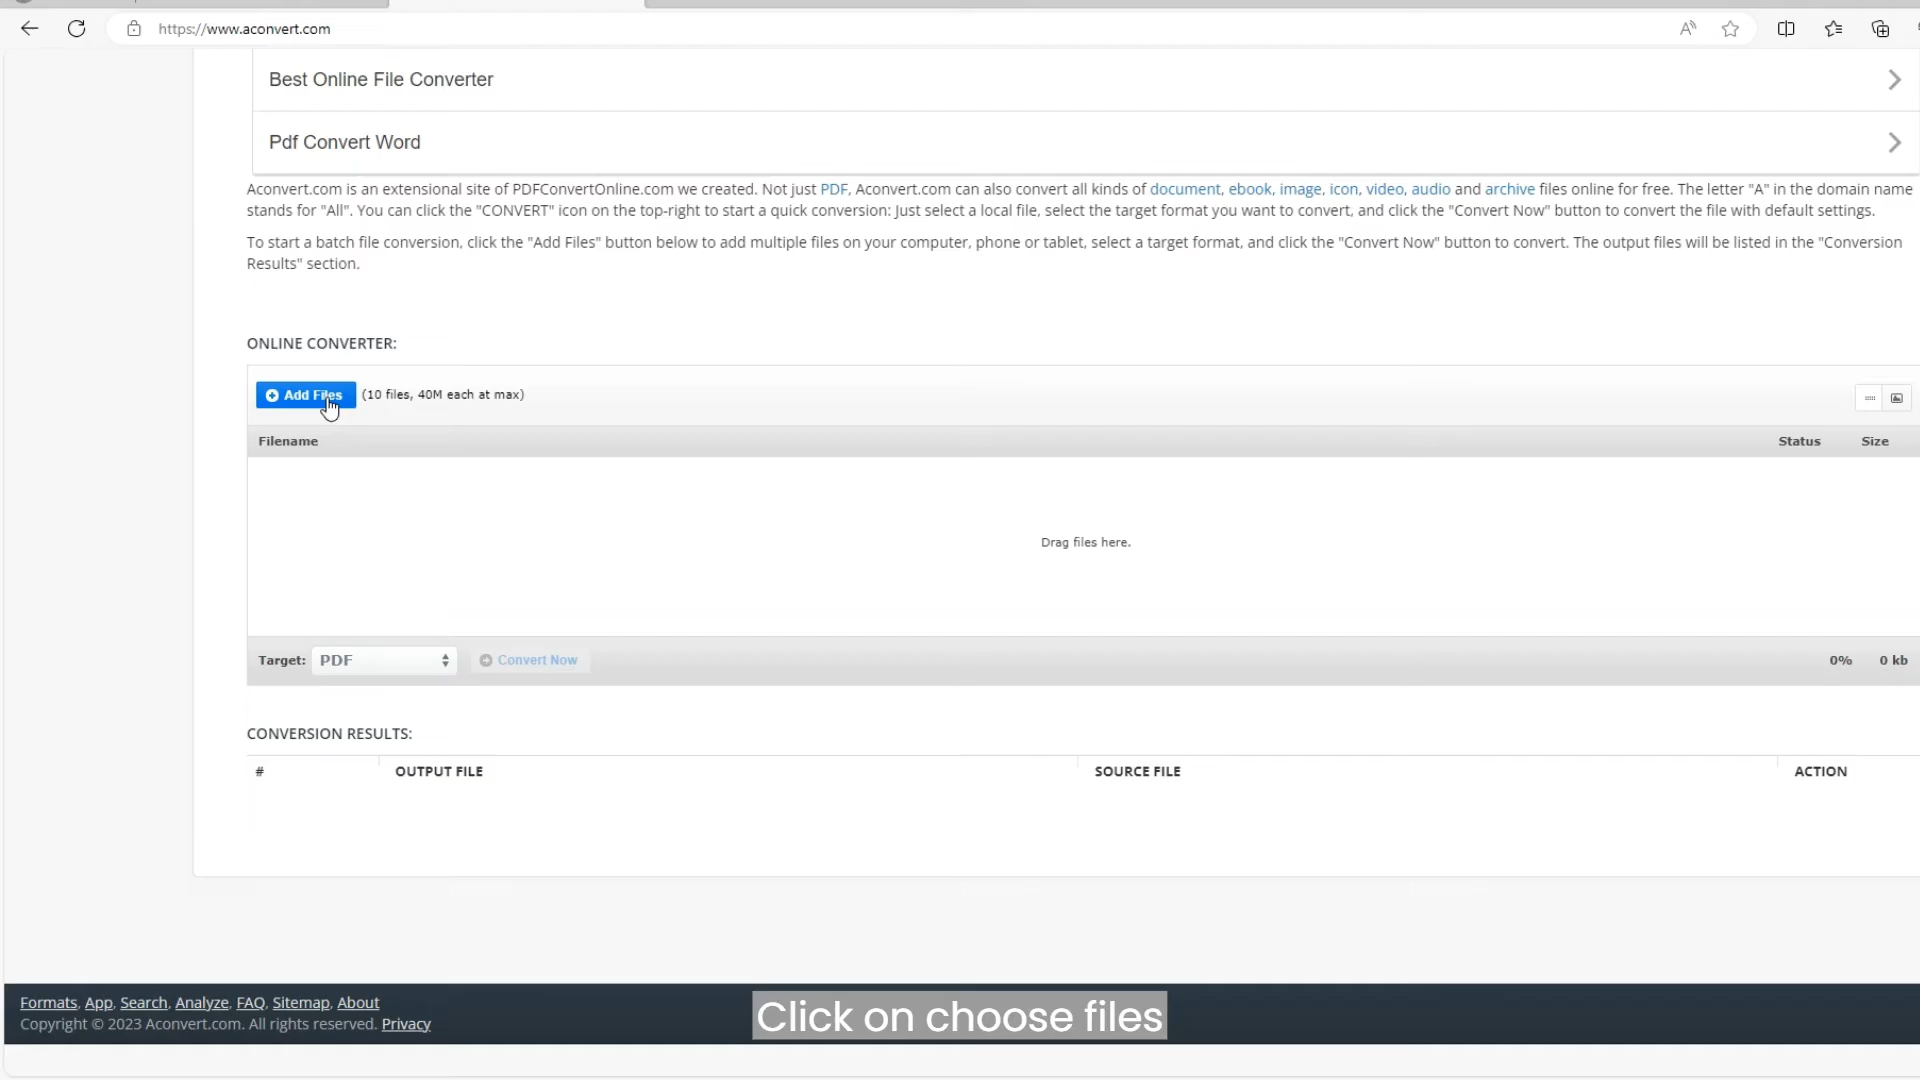 https://www.aconvert.com
Best Online File Converter
Pdf Convert Word
Aconvert.com is an extensional site of PDFConvertOnline.com we created. Not just PDF, Aconvert.com can also convert all kinds of document, ebook, image, icon, video, audio and archive files online for free. The letter "A" in the domain name
stands for "All". You can click the "CONVERT" icon on the top-right to start a quick conversion: Just select a local file, select the target format you want to convert, and click the "Convert Now" button to convert the file with default settings.
To start a batch file conversion, click the "Add Files" button below to add multiple files on your computer, phone or tablet, select a target format, and click the "Convert Now" button to convert. The output files will be listed in the "Conversion
Results" section.
ONLINE CONVERTER:
Add Files (10 files, 40M each at max)
Filename Status Size
Drag files here.
Target: PDF Convert Now 0% 0 kb
CONVERSION RESULTS:
# OUTPUT FILE SOURCE FILE ACTION
Formats, App, Search, Analyze, FAQ, Sitemap, About
Copyright © 2023 Aconvert.com. All rights reserved. Privacy
Click on choose files